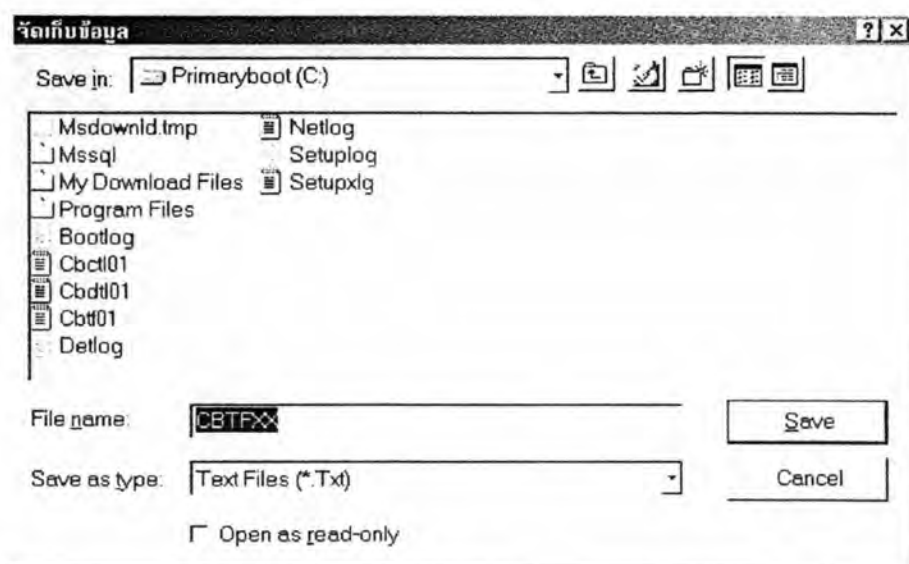 จัดเก็บข้อมูล
Save in: Primaryboot (C:)
Msdownld.tmp Netlog
Mssql Setuplog
My Download Files Setupxlg
Program Files
Bootlog
Cbctl01
Cbdtl01
Cbtf01
Detlog
File name: CBTFXX Save
Save as type: Text Files (*.Txt) Cancel
Open as read-only